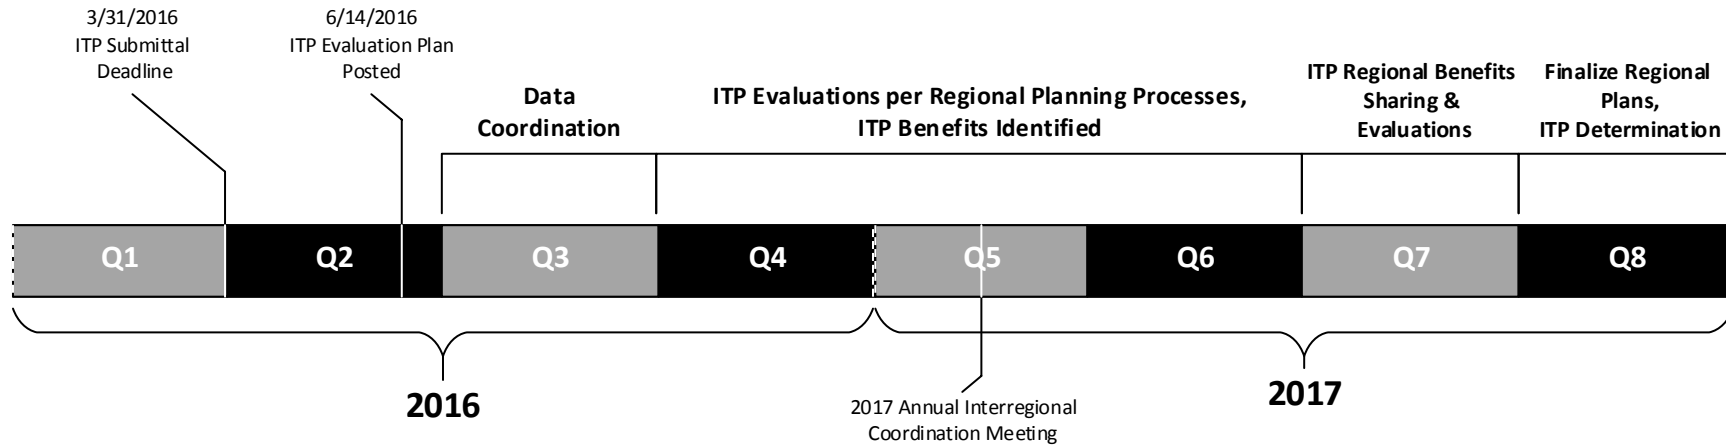 3/31/2016
ITP Submittal
Deadline
6/14/2016
ITP Evaluation Plan
Posted
Data
Coordination
ITP Evaluations per Regional Planning Processes,
ITP Benefits Identified
ITP Regional Benefits
Sharing &
Evaluations
Finalize Regional
Plans,
ITP Determination
Q1
Q2
Q3
Q4
Q5
Q6
Q7
Q8
2016
2017 Annual Interregional
Coordination Meeting
2017